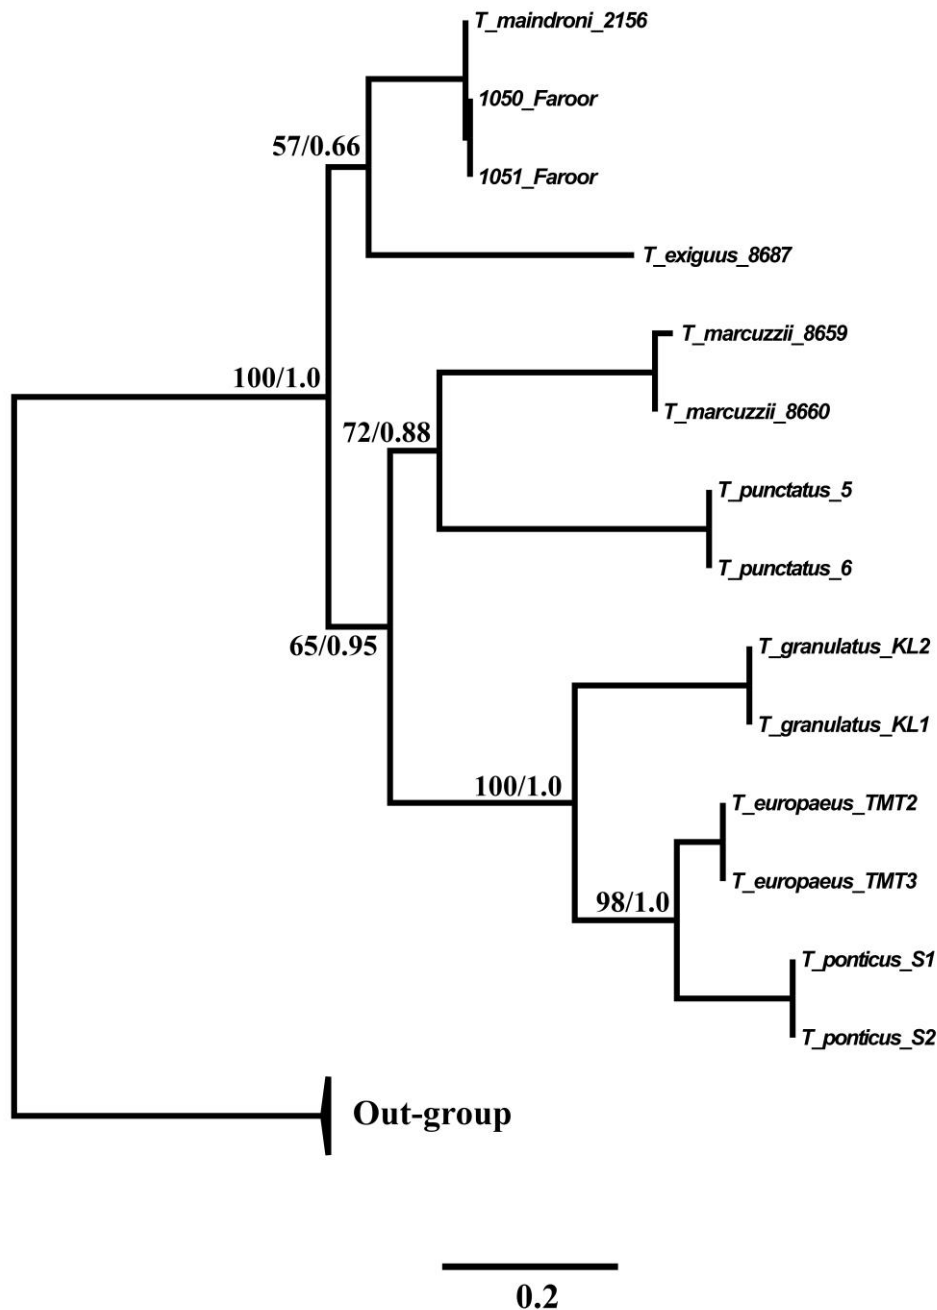 T_maindroni_2156
1050_Faroor
57/0.66
1051_Faroor
T_exiguus_8687
T_marcuzzii_8659
100/1.0
T_marcuzzii_8660
72/0.88
T_punctatus_5
T_punctatus_6
65/0.95
T_granulatus_KL2
T_granulatus_KL1
100/1.0
T_europaeus_TMT2
T_europaeus_TMT3
98/1.0
T_ponticus_S1
T_ponticus_S2
Out-group
0.2